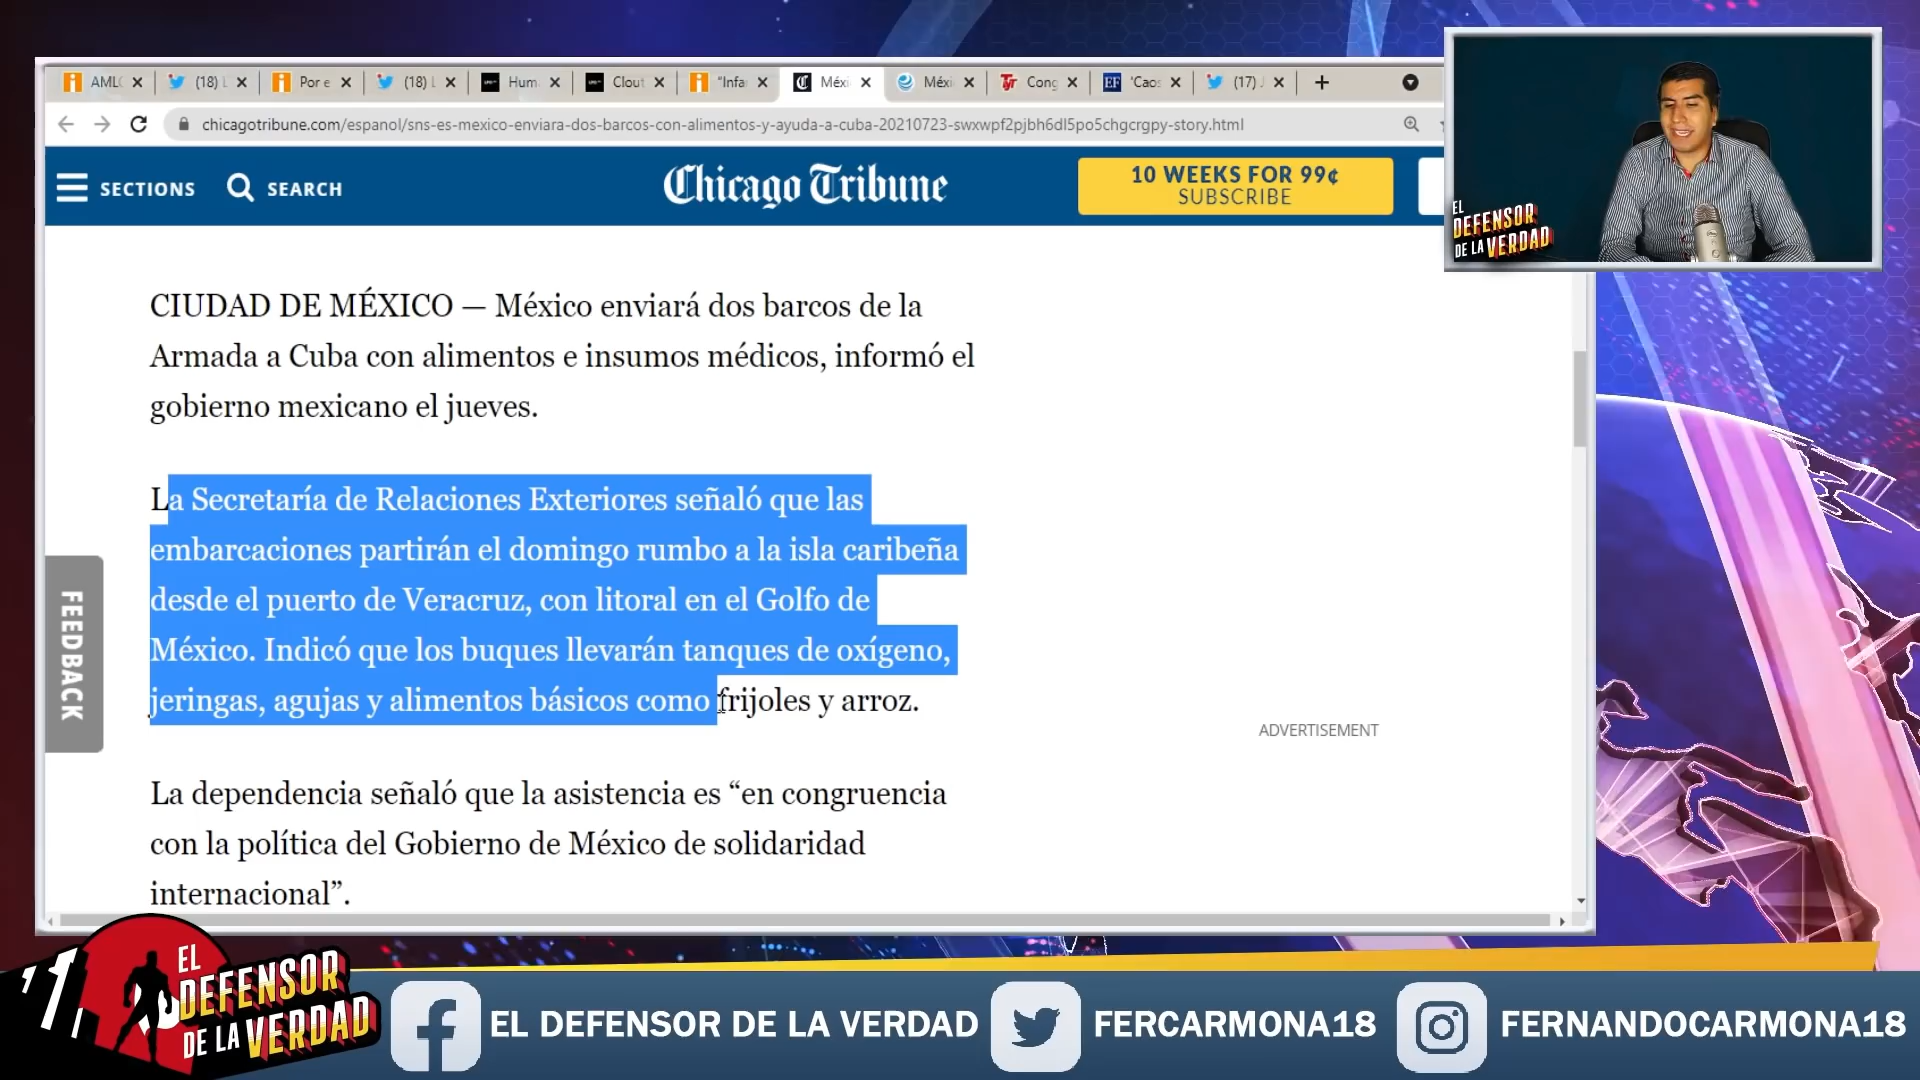 AML
(18) L
Por e
(18) L
Hum
Clout
"Infa
Méxi
Méxi
Cong
'Caos
(17) J
chicagotribune.com/espanol/sns-es-mexico-enviara-dos-barcos-con-alimentos-y-ayuda-a-cuba-20210723-swxwpf2pjbh6dl5po5chgcrgpy-story.html
SECTIONS
SEARCH
Chicago Tribune
10 WEEKS FOR 99¢
SUBSCRIBE
EL
DEFENSOR
DE LA VERDAD
CIUDAD DE MÉXICO — México enviará dos barcos de la
Armada a Cuba con alimentos e insumos médicos, informó el
gobierno mexicano el jueves.
La Secretaría de Relaciones Exteriores señaló que las
embarcaciones partirán el domingo rumbo a la isla caribeña
desde el puerto de Veracruz, con litoral en el Golfo de
México. Indicó que los buques llevarán tanques de oxígeno,
jeringas, agujas y alimentos básicos como frijoles y arroz.
FEEDBACK
ADVERTISEMENT
La dependencia señaló que la asistencia es “en congruencia
con la política del Gobierno de México de solidaridad
internacional”.
EL
DEFENSOR
DE LA VERDAD
EL DEFENSOR DE LA VERDAD
FERCARMONA18
FERNANDOCARMONA18